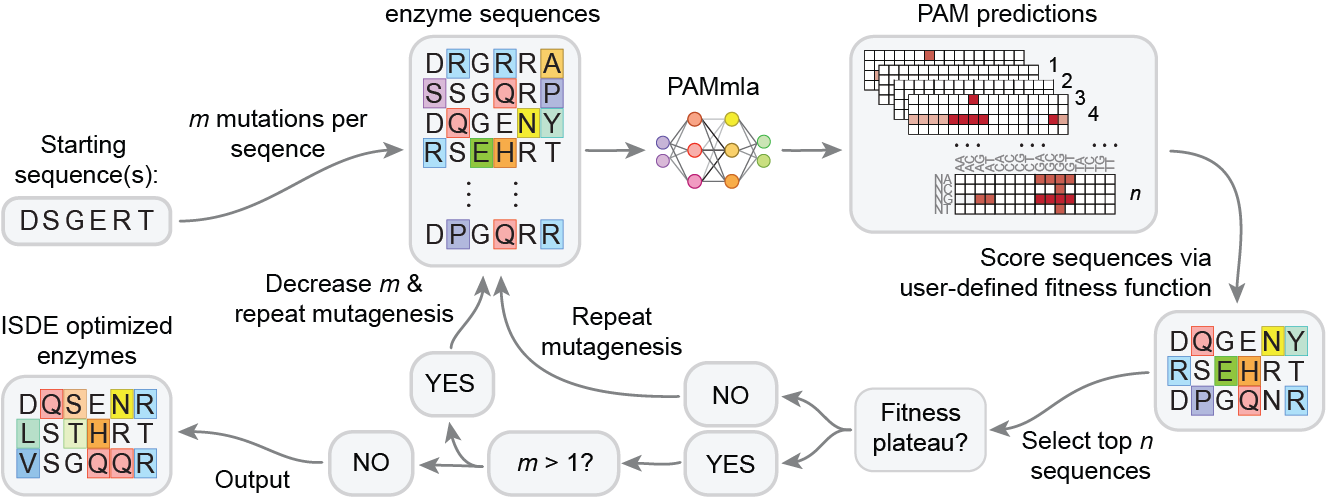 enzyme sequences
PAM predictions
DRGRRA
SSGQRP
DQGENY
RSEHRT
DPGQRR
m mutations per
seqence
Starting
sequence(s):
DSGERT
PAMmla
1
2
3
4
AA AC AG AT CA CC CG CT GA GC GG GT TA TC TG TT
NA
NC
NG
NT
n
Score sequences via
user-defined fitness function
DQGENY
RSEHRT
DPGQNR
Select top n
sequences
Fitness
plateau?
NO
YES
Repeat
mutagenesis
m > 1?
YES
NO
Decrease m &
repeat mutagenesis
Output
ISDE optimized
enzymes
DQSENR
LSTHRT
VSGQQR